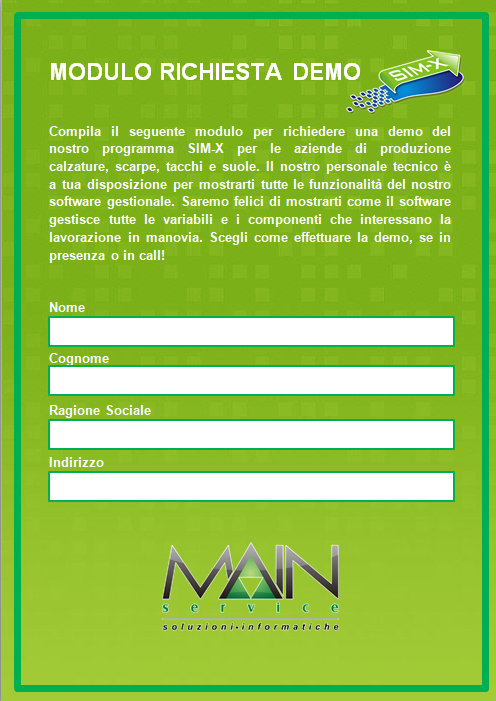 MODULO RICHIESTA DEMO
SIM-X
Compila il seguente modulo per richiedere una demo del
nostro programma SIM-X per le aziende di produzione
calzature, scarpe, tacchi e suole. Il nostro personale tecnico è
a tua disposizione per mostrarti tutte le funzionalità del nostro
software gestionale. Saremo felici di mostrarti come il software
gestisce tutte le variabili e i componenti che interessano la
lavorazione in manovia. Scegli come effettuare la demo, se in
presenza o in call!
Nome
Cognome
Ragione Sociale
Indirizzo
MAIN
service
soluzioni•informatiche